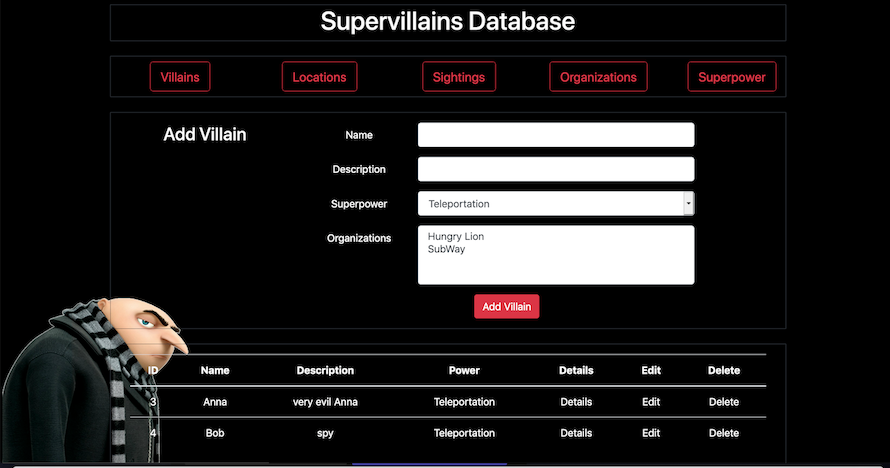 Supervillains Database
Villains Locations Sightings Organizations Superpower
Add Villain
Name
Description
Superpower Teleportation
Organizations Hungry Lion
SubWay
Add Villain
ID Name Description Power Details Edit Delete
3 Anna very evil Anna Teleportation Details Edit Delete
4 Bob spy Teleportation Details Edit Delete